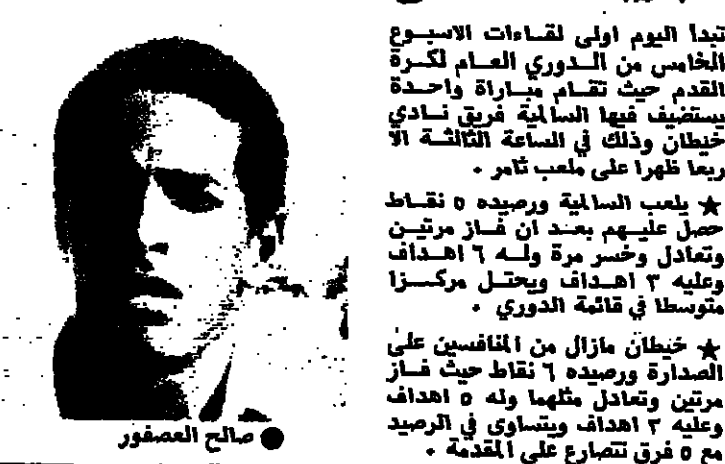 تبدأ اليوم اولى لقاءات الاسبوع
الخامس من الدوري العام لكرة
القدم حيث تقام مباراة واحدة
يستضيف فيها السالمية فريق نادي
خيطان وذلك في الساعة الثالثة الا
ربعا ظهرا على ملعب ثامر .
★ يلعب السالمية ورصيده ٥ نقاط
حصل عليهم بعد ان فاز مرتين
وتعادل وخسر مرة وله ٦ اهداف
وعليه ٣ اهداف ويحتل مركزا
متوسطا في قائمة الدوري .
★ خيطان مازال من المنافسين على
الصدارة ورصيده ٦ نقاط حيث فاز
مرتين وتعادل مثلهما وله ٥ اهداف
وعليه ٣ اهداف ويتساوى في الرصيد
مع ٥ فرق تتصارع على المقدمة .
● صالح العصفور